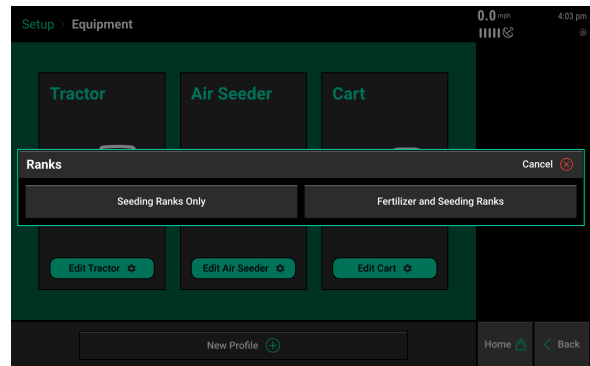 Setup > Equipment
0.0 mph
4:03 pm
Tractor
Air Seeder
Cart
Ranks
Cancel
Seeding Ranks Only
Fertilizer and Seeding Ranks
Edit Tractor
Edit Air Seeder
Edit Cart
New Profile
Home
Back